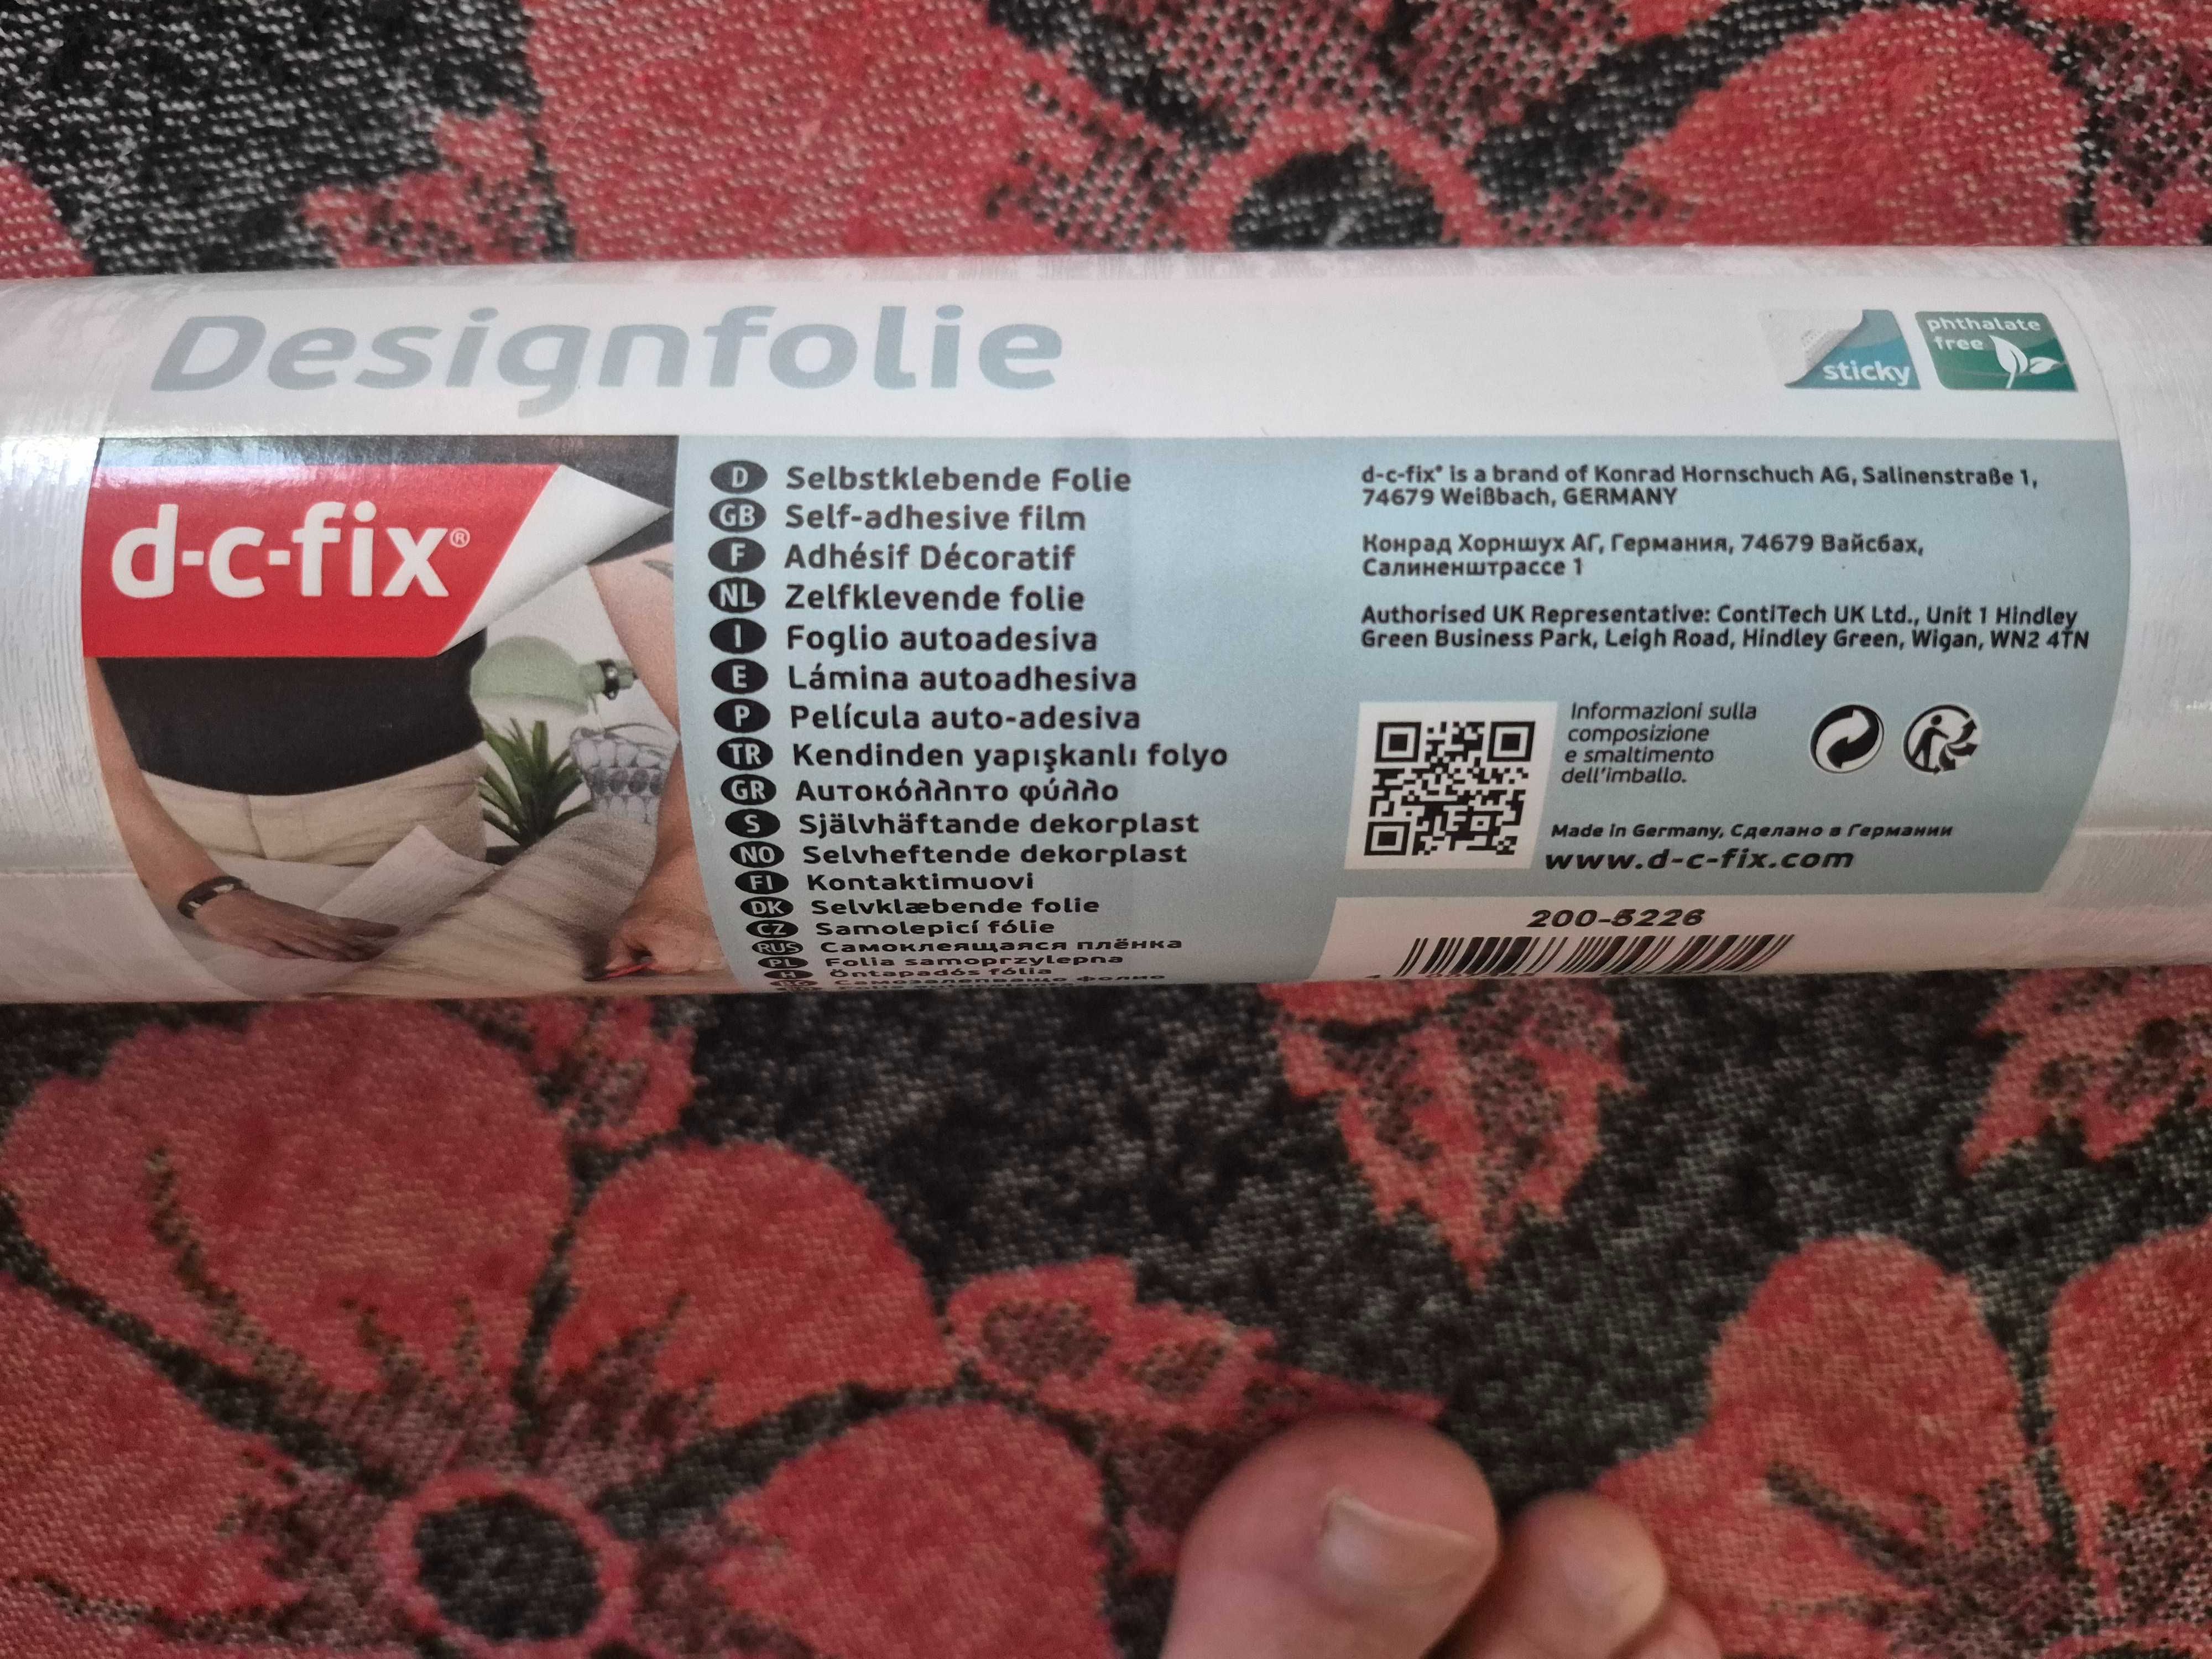 Designfolie
sticky
phthalate
free
d-c-fix®
D Selbstklebende Folie
GB Self-adhesive film
F Adhésif Décoratif
NL Zelfklevende folie
I Foglio autoadesiva
E Lámina autoadhesiva
P Película auto-adesiva
TR Kendinden yapışkanlı folyo
GR Αυτοκόλλητο φύλλο
S Självhäftande dekorplast
NO Selvheftende dekorplast
FI Kontaktimuovi
DK Selvklæbende folie
CZ Samolepicí fólie
RUS Самоклеящаяся плёнка
PL Folia samoprzylepna
H Öntapadós fólia
BG Самозалепващо фолио
d-c-fix® is a brand of Konrad Hornschuch AG, Salinenstraße 1,
74679 Weißbach, GERMANY
Конрад Хорншух АГ, Германия, 74679 Вайсбах,
Салиненштрассе 1
Authorised UK Representative: ContiTech UK Ltd., Unit 1 Hindley
Green Business Park, Leigh Road, Hindley Green, Wigan, WN2 4TN
Informazioni sulla
composizione
e smaltimento
dell'imballo.
Made in Germany, Сделано в Германии
www.d-c-fix.com
200-5226